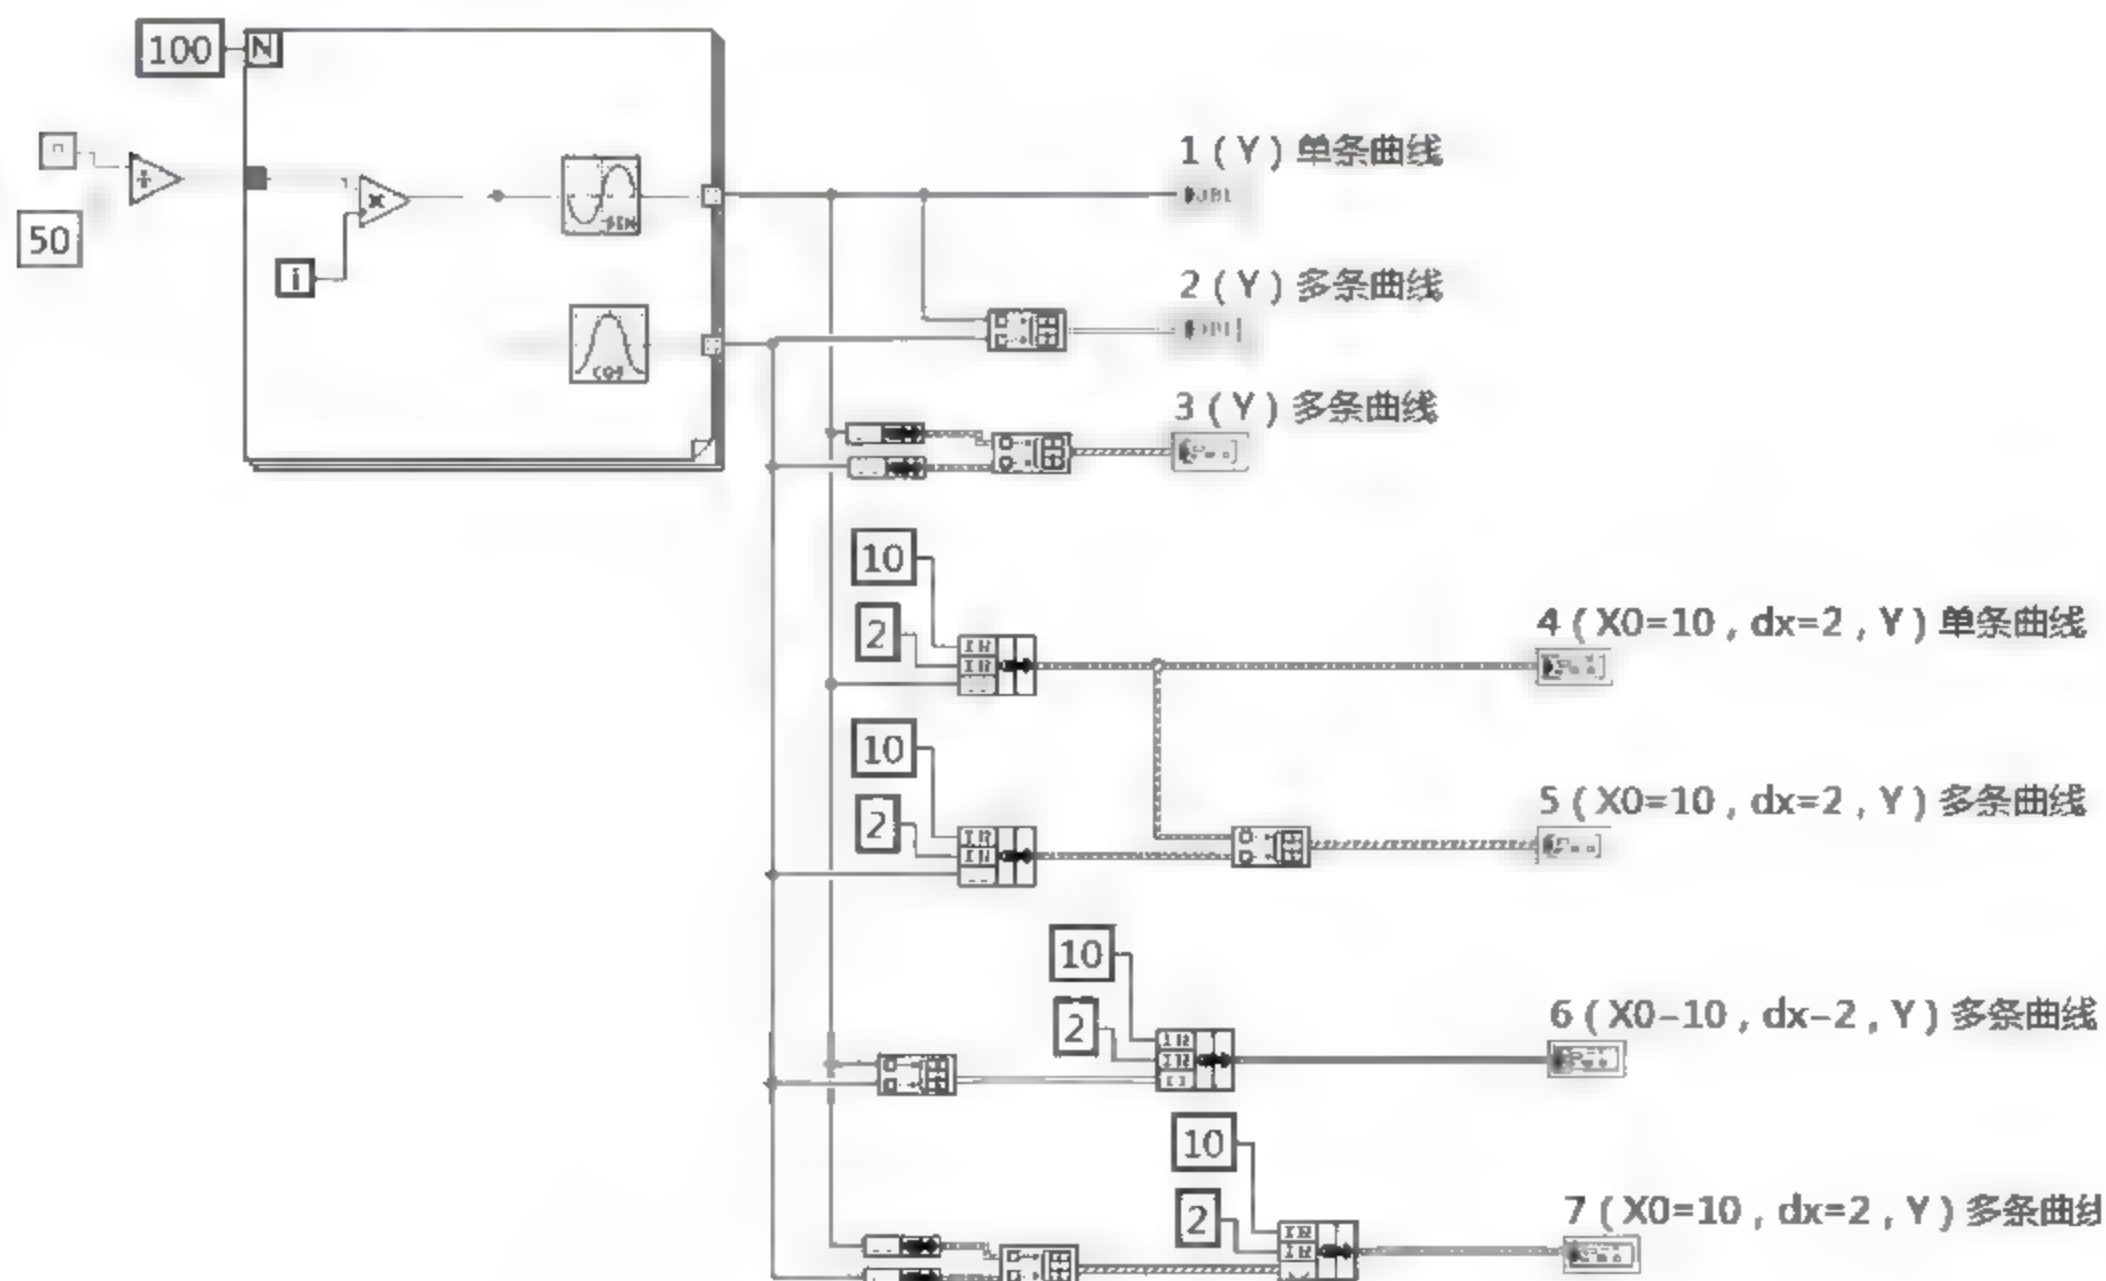 100
N
50
i
SIN
COS
1 ( Y ) 单条曲线
2 ( Y ) 多条曲线
3 ( Y ) 多条曲线
10
2
4 ( X0=10 , dx=2 , Y ) 单条曲线
10
2
5 ( X0=10 , dx=2 , Y ) 多条曲线
10
2
6 ( X0-10 , dx-2 , Y ) 多条曲线
10
2
7 ( X0=10 , dx=2 , Y ) 多条曲线